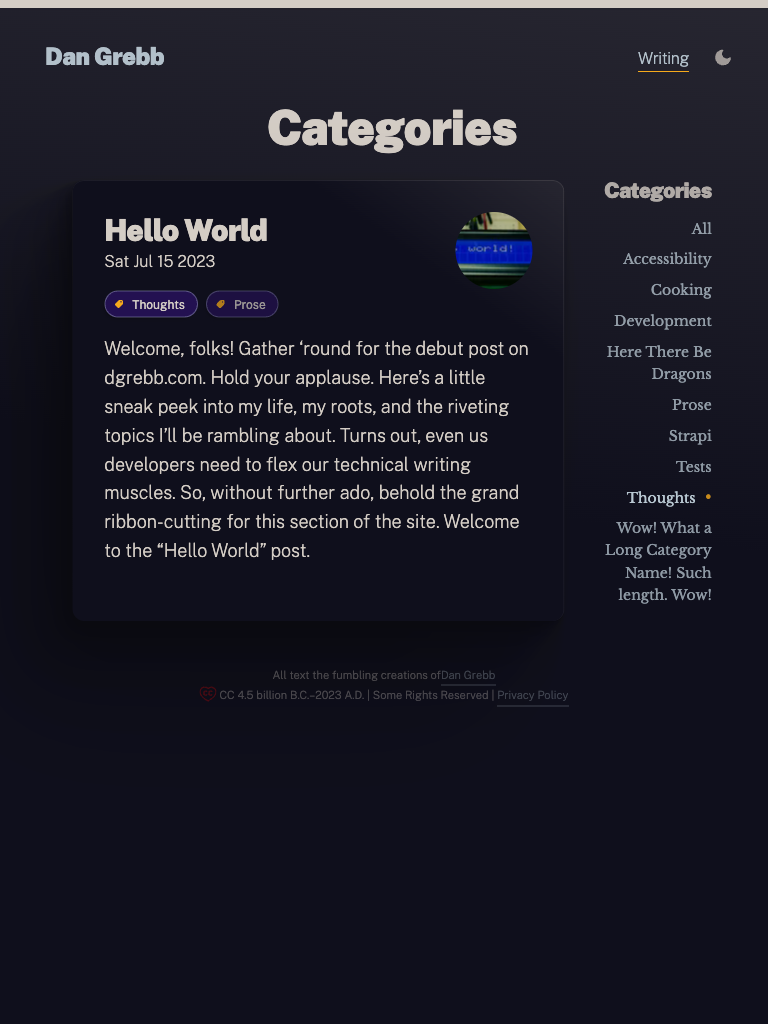 Dan Grebb
Writing
Categories
Hello World
Sat Jul 15 2023
world!
Thoughts
Prose
Welcome, folks! Gather ‘round for the debut post on
dgrebb.com. Hold your applause. Here’s a little
sneak peek into my life, my roots, and the riveting
topics I’ll be rambling about. Turns out, even us
developers need to flex our technical writing
muscles. So, without further ado, behold the grand
ribbon-cutting for this section of the site. Welcome
to the “Hello World” post.
Categories
All
Accessibility
Cooking
Development
Here There Be
Dragons
Prose
Strapi
Tests
Thoughts •
Wow! What a
Long Category
Name! Such
length. Wow!
All text the fumbling creations ofDan Grebb
CC 4.5 billion B.C.–2023 A.D. | Some Rights Reserved | Privacy Policy